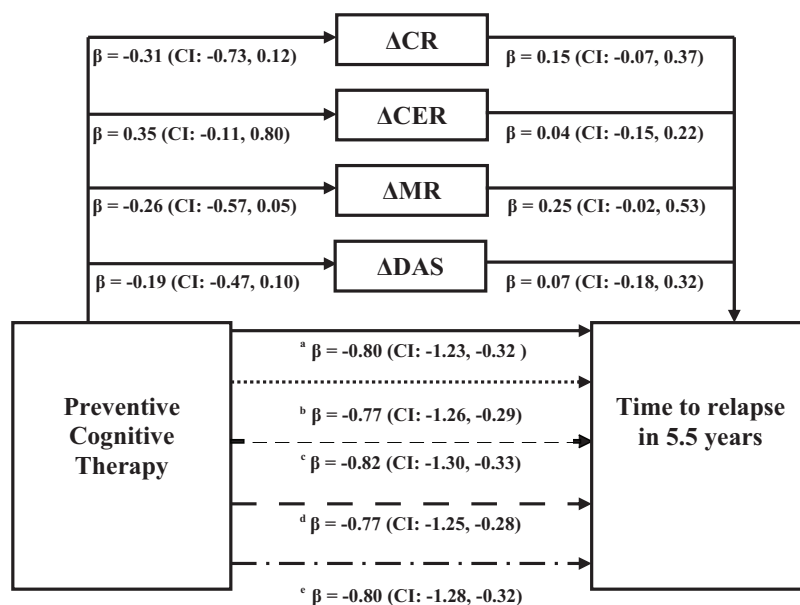 ΔCR
β = -0.31 (CI: -0.73, 0.12)
β = 0.15 (CI: -0.07, 0.37)
ΔCER
β = 0.35 (CI: -0.11, 0.80)
β = 0.04 (CI: -0.15, 0.22)
ΔMR
β = -0.26 (CI: -0.57, 0.05)
β = 0.25 (CI: -0.02, 0.53)
ΔDAS
β = -0.19 (CI: -0.47, 0.10)
β = 0.07 (CI: -0.18, 0.32)
Preventive
Cognitive
Therapy
a β = -0.80 (CI: -1.23, -0.32 )
b β = -0.77 (CI: -1.26, -0.29)
c β = -0.82 (CI: -1.30, -0.33)
d β = -0.77 (CI: -1.25, -0.28)
e β = -0.80 (CI: -1.28, -0.32)
Time to relapse
in 5.5 years